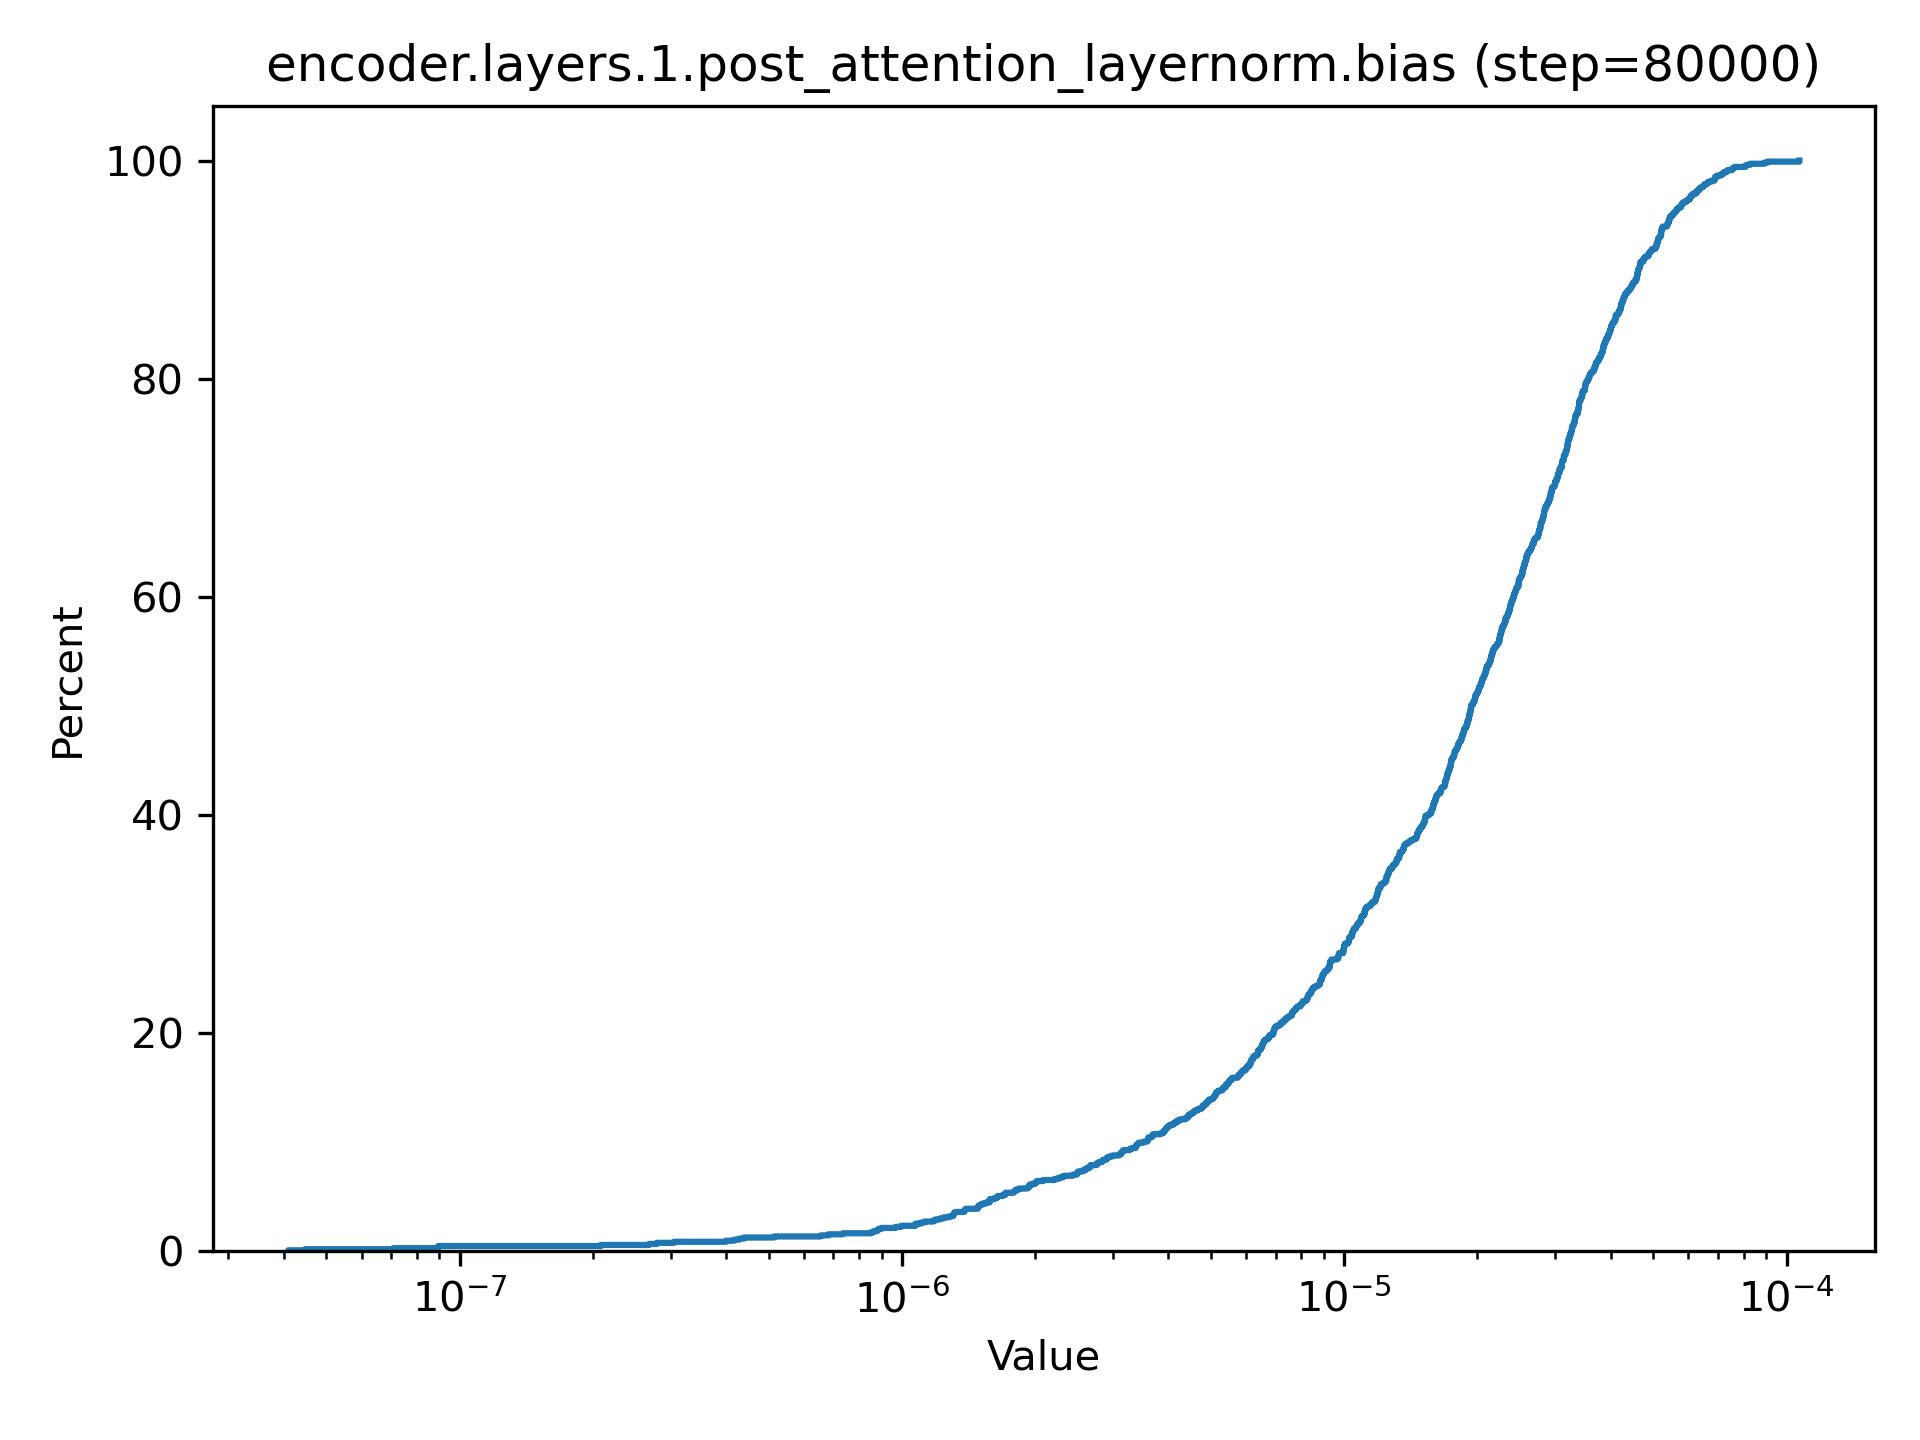 encoder.layers.1.post_attention_layernorm.bias (step=80000)
Percent
100
80
60
40
20
0
10⁻⁷ 10⁻⁶ 10⁻⁵ 10⁻⁴
Value